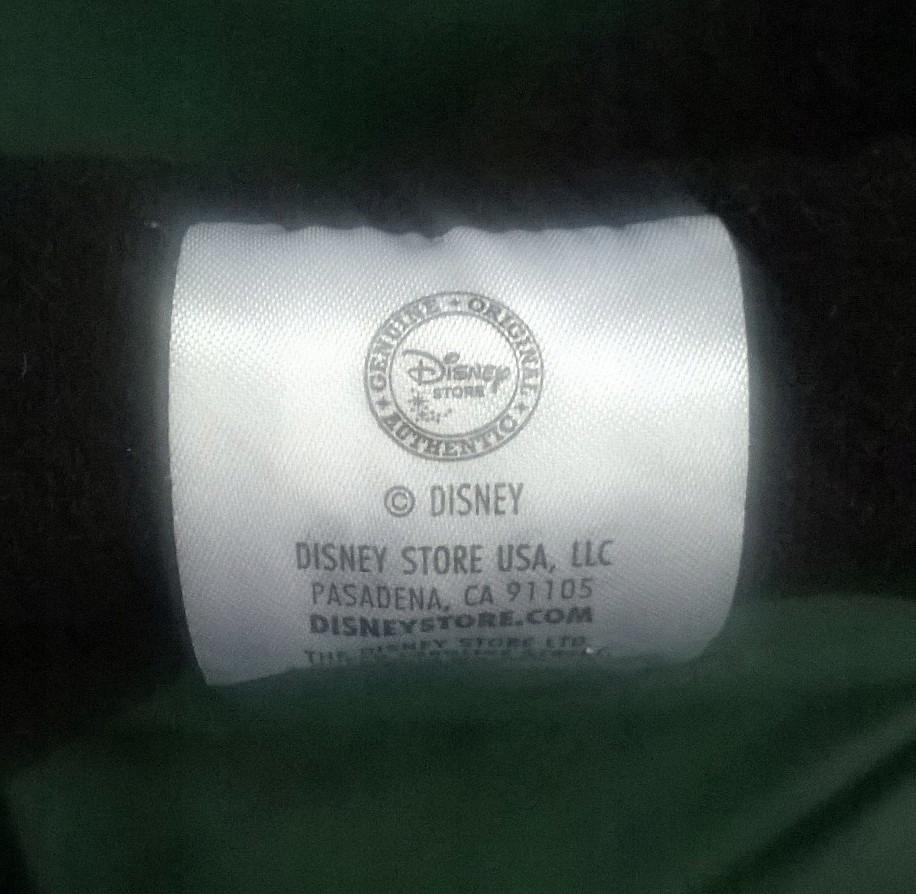 GENUINE ✦ ORIGINAL ✦ AUTHENTIC ✦
DISNEY
STORE
© DISNEY
DISNEY STORE USA, LLC
PASADENA, CA 91105
DISNEYSTORE.COM
THE DISNEY STORE LTD.